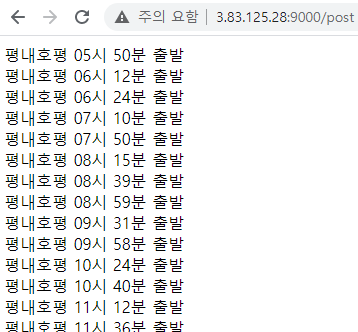 주의 요함 | 3.83.125.28:9000/post
평내호평 05시 50분 출발
평내호평 06시 12분 출발
평내호평 06시 24분 출발
평내호평 07시 10분 출발
평내호평 07시 50분 출발
평내호평 08시 15분 출발
평내호평 08시 39분 출발
평내호평 08시 59분 출발
평내호평 09시 31분 출발
평내호평 09시 58분 출발
평내호평 10시 24분 출발
평내호평 10시 40분 출발
평내호평 11시 12분 출발
평내호평 11시 36분 출발